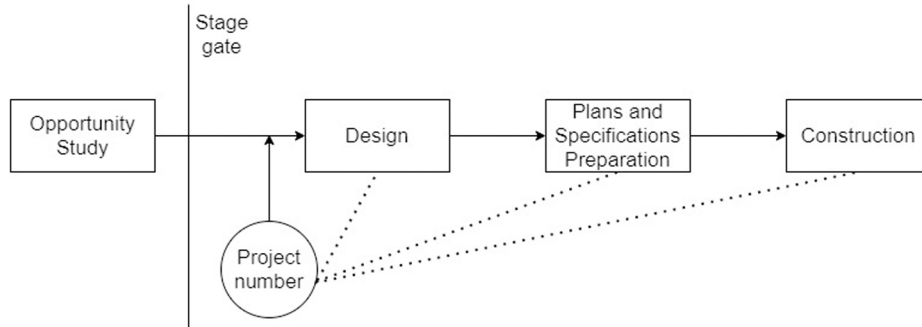 Stage
gate
Opportunity
Study
Design
Plans and
Specifications
Preparation
Construction
Project
number